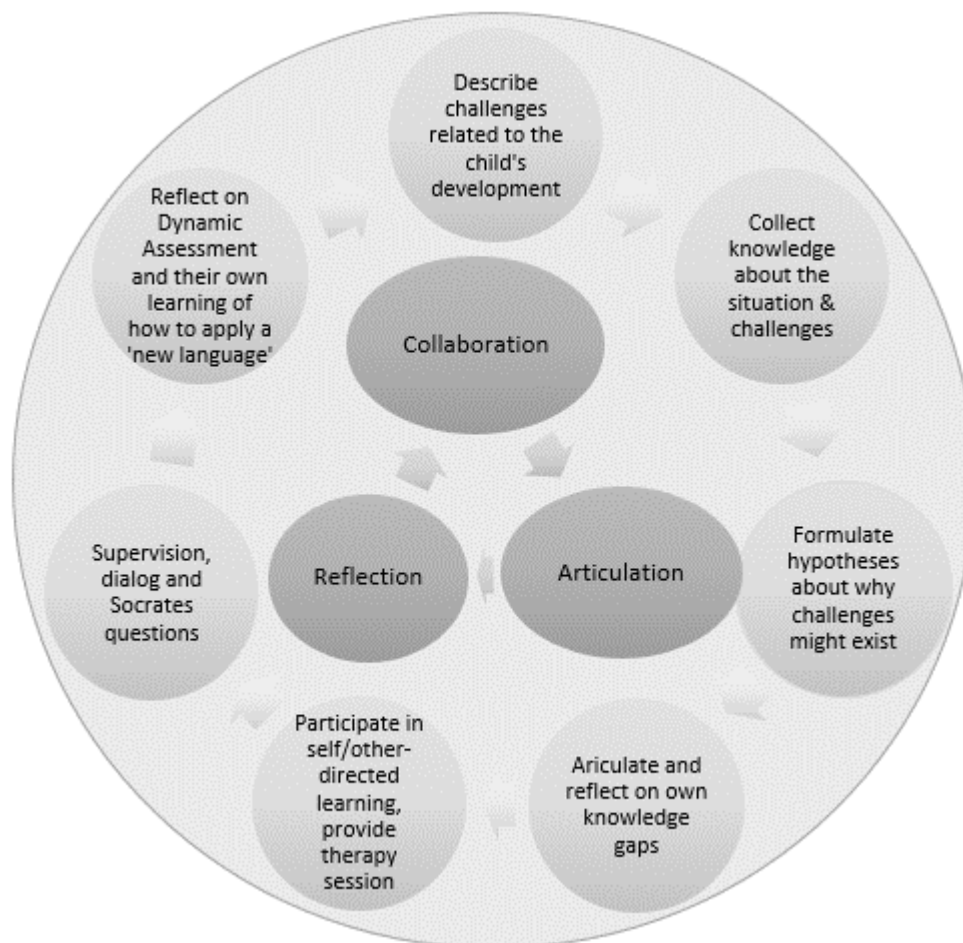 Describe
challenges
related to the
child's
development
Collect
knowledge
about the
situation &
challenges
Formulate
hypotheses
about why
challenges
might exist
Ariculate and
reflect on own
knowledge
gaps
Participate in
self/other-
directed
learning,
provide
therapy
session
Supervision,
dialog and
Socrates
questions
Reflect on
Dynamic
Assessment
and their own
learning of
how to apply a
'new language'
Collaboration
Articulation
Reflection